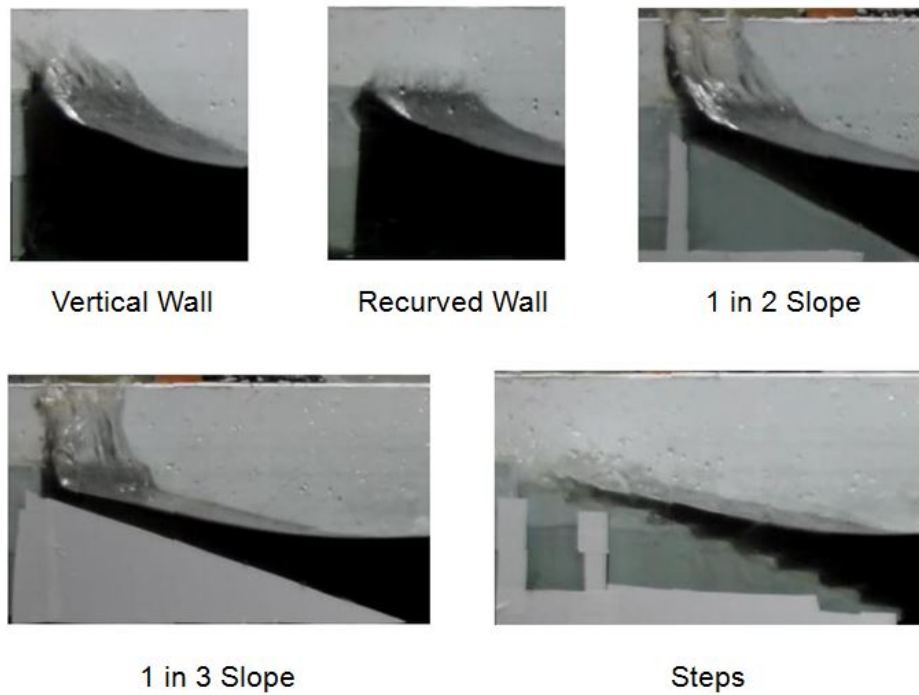 Vertical Wall
Recurved Wall
1 in 2 Slope
1 in 3 Slope
Steps